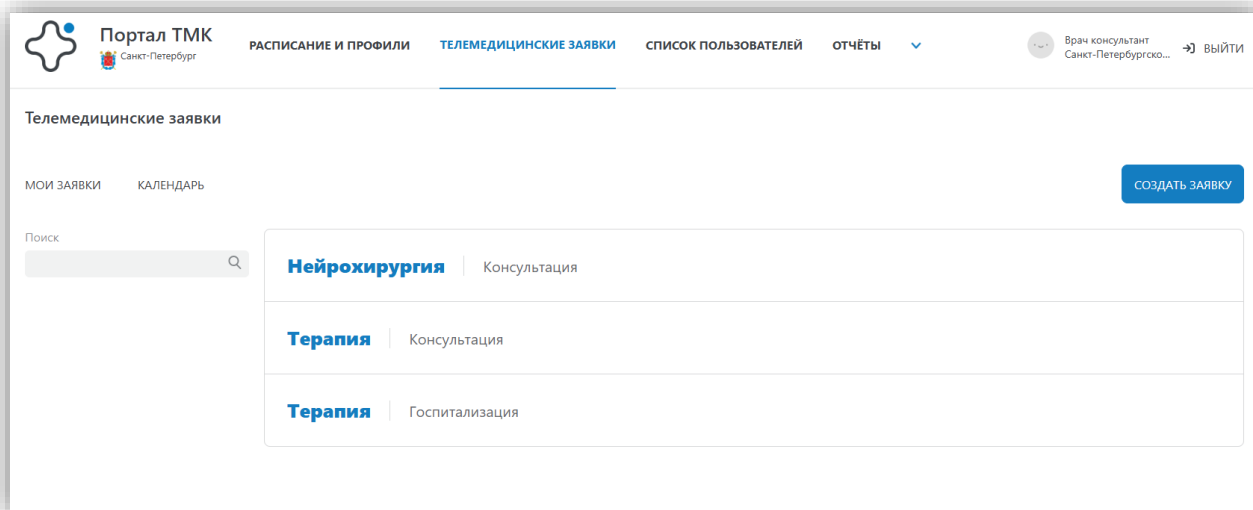 Портал ТМК
Санкт-Петербург
РАСПИСАНИЕ И ПРОФИЛИ
ТЕЛЕМЕДИЦИНСКИЕ ЗАЯВКИ
СПИСОК ПОЛЬЗОВАТЕЛЕЙ
ОТЧЁТЫ
Врач консультант
Санкт-Петербургско...
ВЫЙТИ
Телемедицинские заявки
МОИ ЗАЯВКИ
КАЛЕНДАРЬ
СОЗДАТЬ ЗАЯВКУ
Поиск
Нейрохирургия Консультация
Терапия Консультация
Терапия Госпитализация